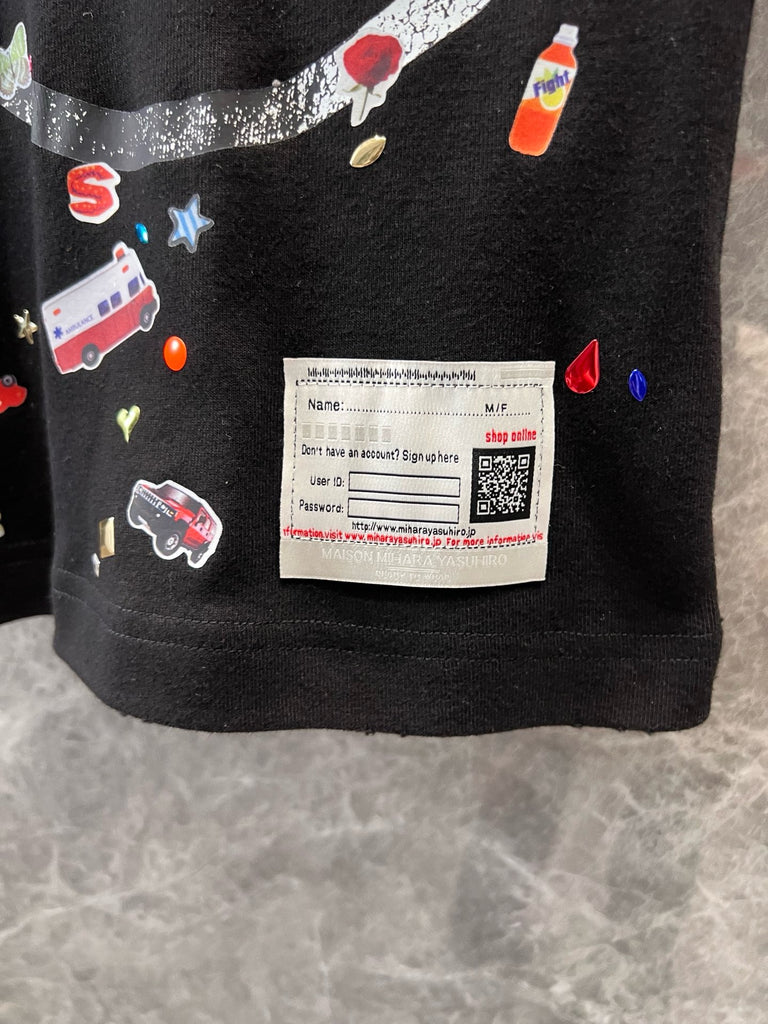 Fight
S
AMBULANCE
Name:.......................................M/F......
shop online
Don't have an account? Sign up here
User ID:
Password:
http://www.miharayasuhiro.jp
formation visit www.miharayasuhiro.jp For more information vis
MAISON MIHARA YASUHIRO